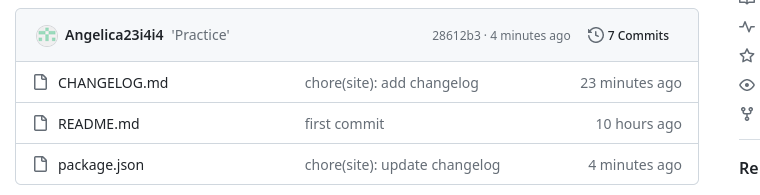 Angelica23i4i4 'Practice' 28612b3 · 4 minutes ago 7 Commits
CHANGELOG.md chore(site): add changelog 23 minutes ago
README.md first commit 10 hours ago
package.json chore(site): update changelog 4 minutes ago
Re